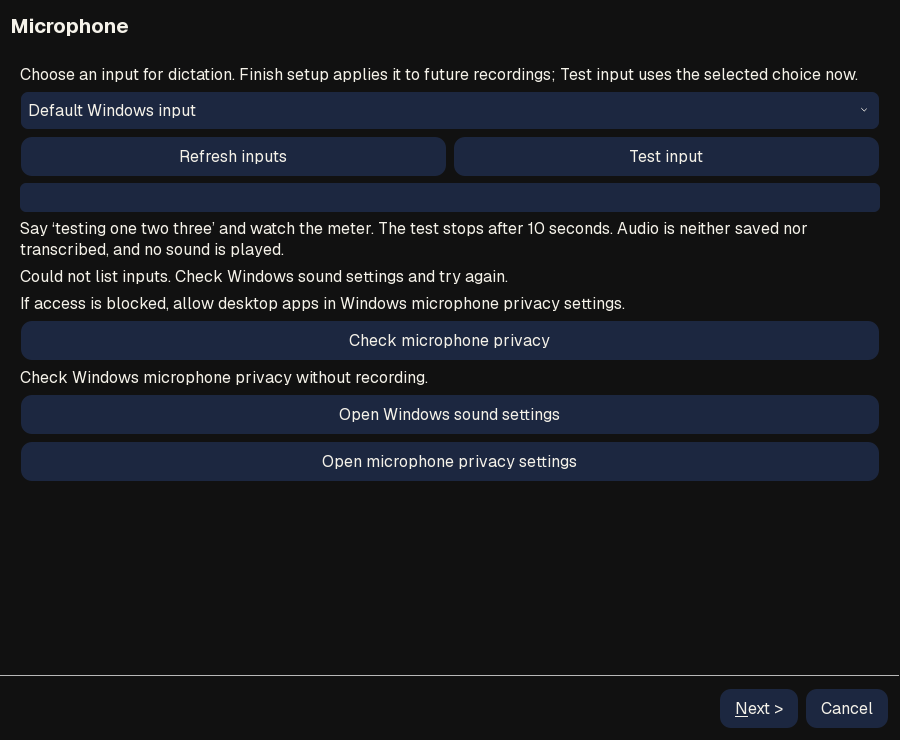 Microphone
Choose an input for dictation. Finish setup applies it to future recordings; Test input uses the selected choice now.
Default Windows input
Refresh inputs
Test input
Say ‘testing one two three’ and watch the meter. The test stops after 10 seconds. Audio is neither saved nor
transcribed, and no sound is played.
Could not list inputs. Check Windows sound settings and try again.
If access is blocked, allow desktop apps in Windows microphone privacy settings.
Check microphone privacy
Check Windows microphone privacy without recording.
Open Windows sound settings
Open microphone privacy settings
Next >
Cancel